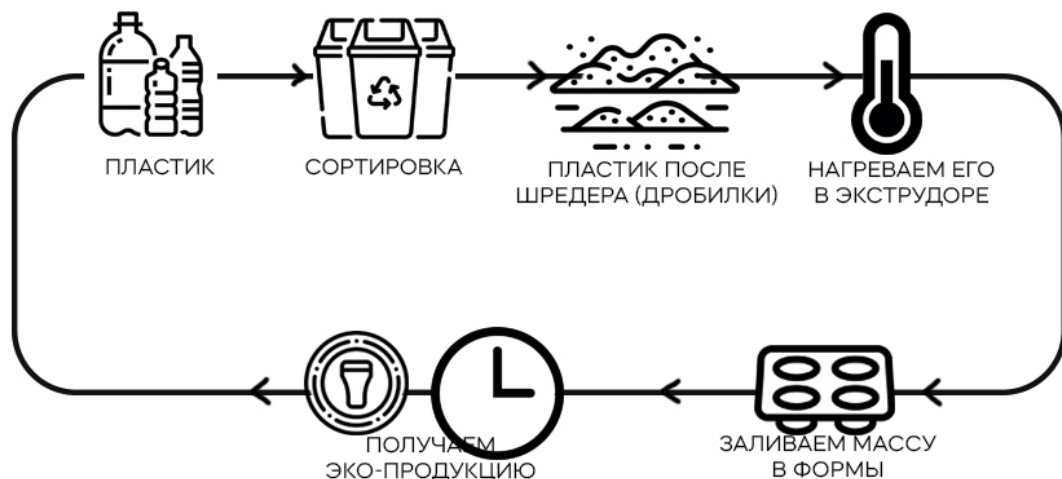 ПЛАСТИК
СОРТИРОВКА
ПЛАСТИК ПОСЛЕ
ШРЕДЕРА (ДРОБИЛКИ)
НАГРЕВАЕМ ЕГО
В ЭКСТРУДОРЕ
ПОЛУЧАЕМ
ЭКО-ПРОДУКЦИЮ
ЗАЛИВАЕМ МАССУ
В ФОРМЫ